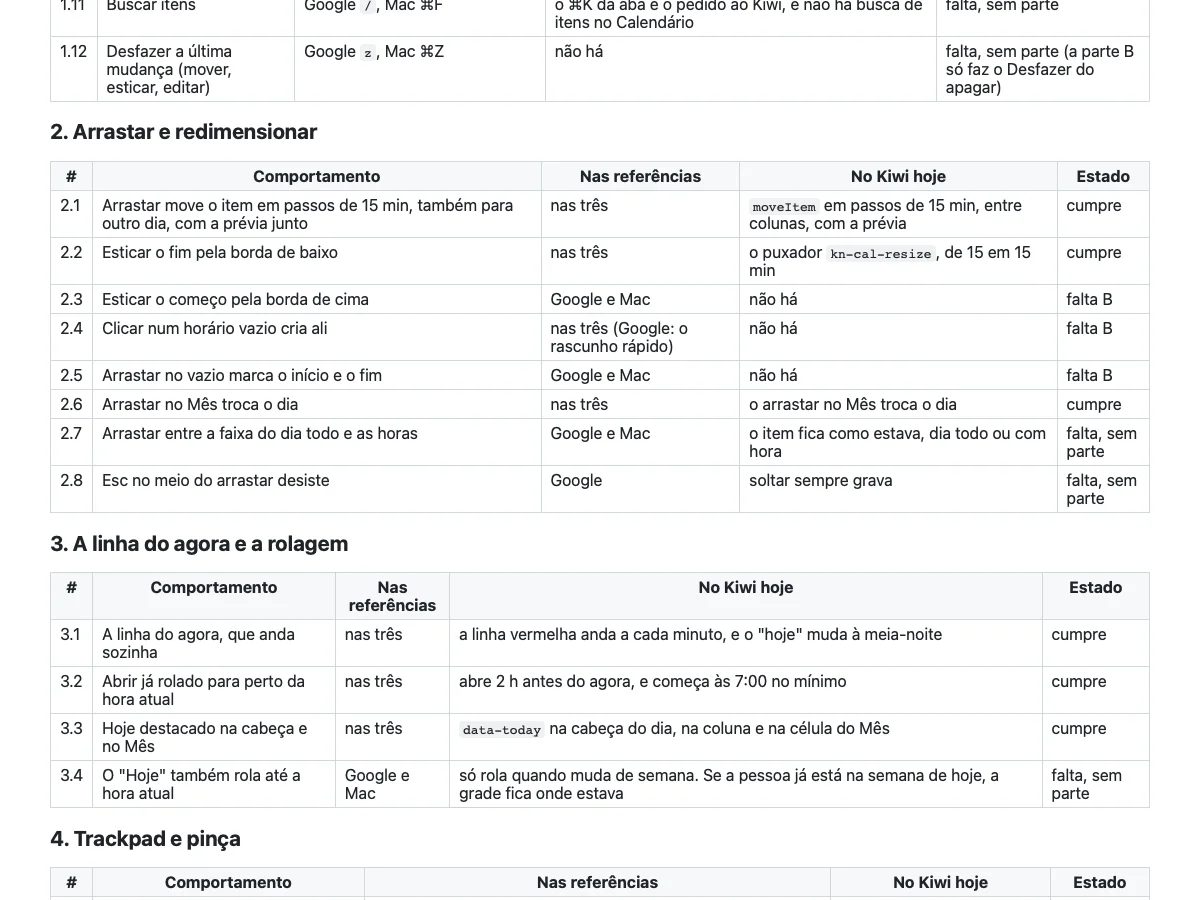 1.11 Buscar itens Google / , Mac ⌘F o ⌘K da aba e o pedido ao Kiwi, e não há busca de falta, sem parte
itens no Calendário
1.12 Desfazer a última Google z , Mac ⌘Z não há falta, sem parte (a parte B
mudança (mover, só faz o Desfazer do
esticar, editar) apagar)
2. Arrastar e redimensionar
# Comportamento Nas referências No Kiwi hoje Estado
2.1 Arrastar move o item em passos de 15 min, também para nas três moveItem em passos de 15 min, entre cumpre
outro dia, com a prévia junto colunas, com a prévia
2.2 Esticar o fim pela borda de baixo nas três o puxador kn-cal-resize , de 15 em 15 cumpre
min
2.3 Esticar o começo pela borda de cima Google e Mac não há falta B
2.4 Clicar num horário vazio cria ali nas três (Google: o não há falta B
rascunho rápido)
2.5 Arrastar no vazio marca o início e o fim Google e Mac não há falta B
2.6 Arrastar no Mês troca o dia nas três o arrastar no Mês troca o dia cumpre
2.7 Arrastar entre a faixa do dia todo e as horas Google e Mac o item fica como estava, dia todo ou com falta, sem
hora parte
2.8 Esc no meio do arrastar desiste Google soltar sempre grava falta, sem
parte
3. A linha do agora e a rolagem
# Comportamento Nas No Kiwi hoje Estado
referências
3.1 A linha do agora, que anda nas três a linha vermelha anda a cada minuto, e o "hoje" muda à meia-noite cumpre
sozinha
3.2 Abrir já rolado para perto da nas três abre 2 h antes do agora, e começa às 7:00 no mínimo cumpre
hora atual
3.3 Hoje destacado na cabeça e nas três data-today na cabeça do dia, na coluna e na célula do Mês cumpre
no Mês
3.4 O "Hoje" também rola até a Google e só rola quando muda de semana. Se a pessoa já está na semana de hoje, a falta, sem
hora atual Mac grade fica onde estava parte
4. Trackpad e pinça
# Comportamento Nas referências No Kiwi hoje Estado